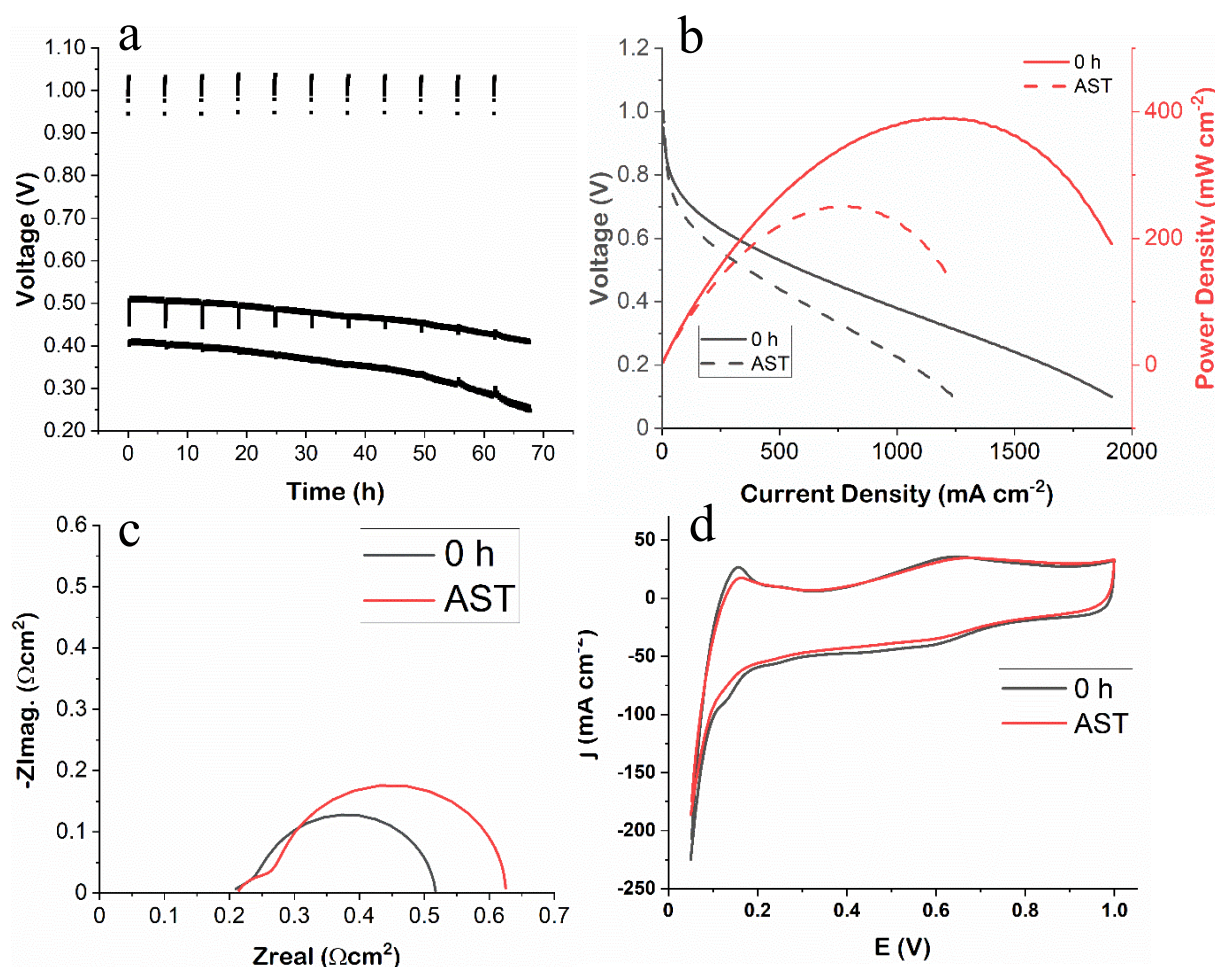 a
1.10
1.00
0.90
0.80
0.70
0.60
0.50
0.40
0.30
0.20
Voltage (V)
0 10 20 30 40 50 60 70
Time (h)
b
1.2
1.0
0.8
0.6
0.4
0.2
0
Voltage (V)
0 h
AST
0 h
AST
400
200
0
Power Density (mW cm-2)
0 500 1000 1500 2000
Current Density (mA cm-2)
c
0.6
0.5
0.4
0.3
0.2
0.1
0
-ZImag. (Ωcm2)
0 h
AST
0 0.1 0.2 0.3 0.4 0.5 0.6 0.7
Zreal (Ωcm2)
d
50
0
-50
-100
-150
-200
-250
J (mA cm-2)
0 h
AST
0 0.2 0.4 0.6 0.8 1.0
E (V)